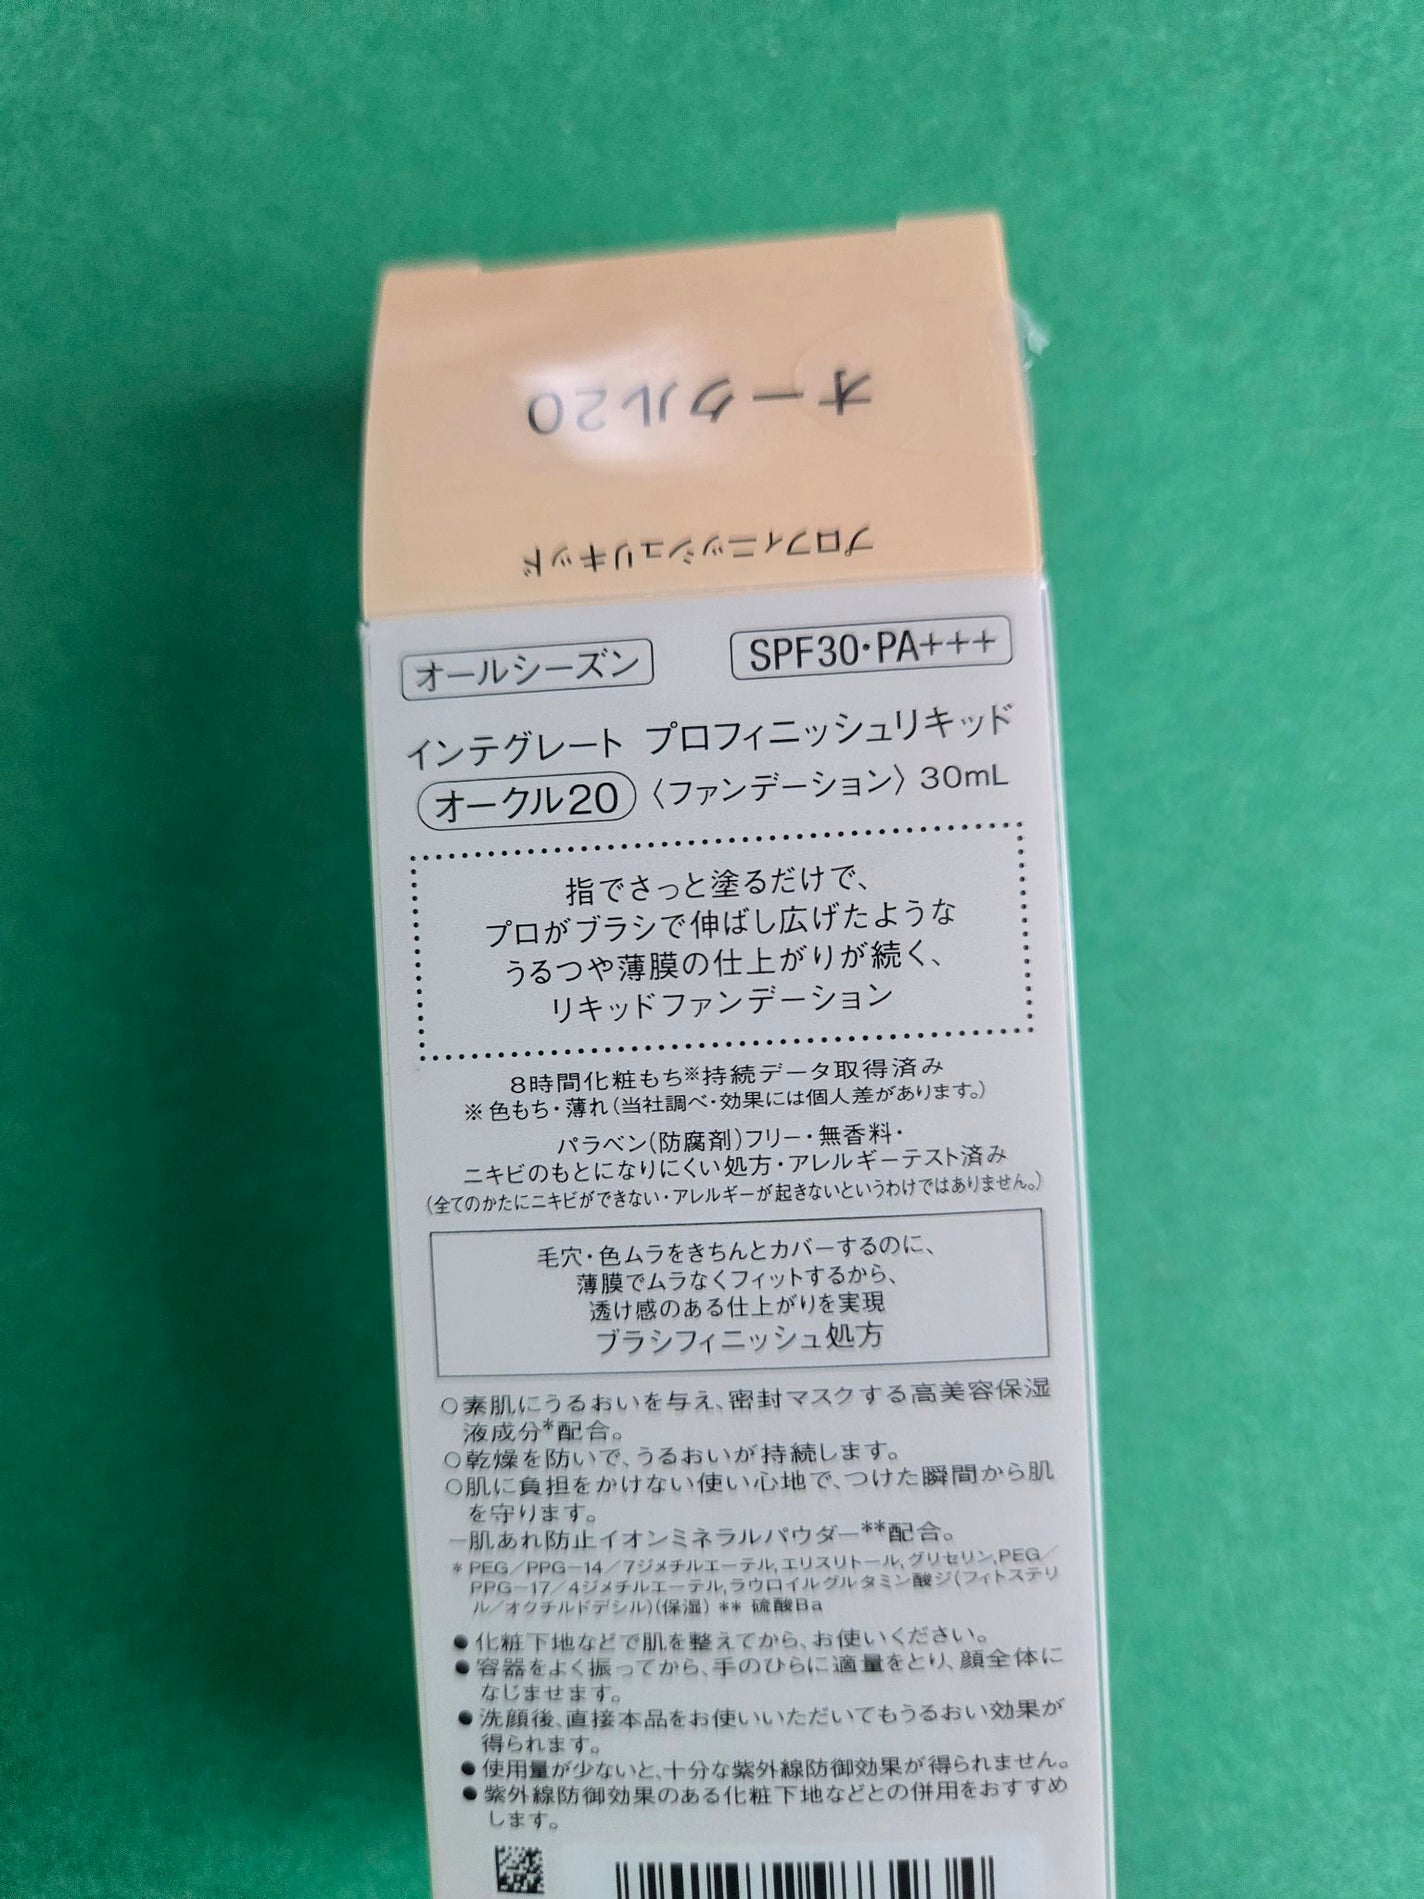 オークル20
プロフィニッシュリキッド
オールシーズン
SPF30・PA+++
インテグレート プロフィニッシュリキッド
オークル20 〈ファンデーション〉 30mL
指でさっと塗るだけで、
プロがブラシで伸ばし広げたような
うるつや薄膜の仕上がりが続く、
リキッドファンデーション
8時間化粧もち※持続データ取得済み
※ 色もち・薄れ(当社調べ・効果には個人差があります。)
パラベン(防腐剤)フリー・無香料・
ニキビのもとになりにくい処方・アレルギーテスト済み
(全てのかたにニキビができない・アレルギーが起きないというわけではありません。)
毛穴・色ムラをきちんとカバーするのに、
薄膜でムラなくフィットするから、
透け感のある仕上がりを実現
ブラシフィニッシュ処方
○素肌にうるおいを与え、密封マスクする高美容保湿
液成分*配合。
○乾燥を防いで、うるおいが持続します。
○肌に負担をかけない使い心地で、つけた瞬間から肌
を守ります。
－肌あれ防止イオンミネラルパウダー**配合。
* PEG／PPG－14／7ジメチルエーテル,エリスリトール,グリセリン,PEG／
PPG－17／4ジメチルエーテル,ラウロイルグルタミン酸ジ(フィトステリ
ル／オクチルドデシル)(保湿) ** 硫酸Ba
●化粧下地などで肌を整えてから、お使いください。
●容器をよく振ってから、手のひらに適量をとり、顔全体に
なじませます。
●洗顔後、直接本品をお使いいただいてもうるおい効果が
得られます。
●使用量が少ないと、十分な紫外線防御効果が得られません。
●紫外線防御効果のある化粧下地などとの併用をおすすめ
します。